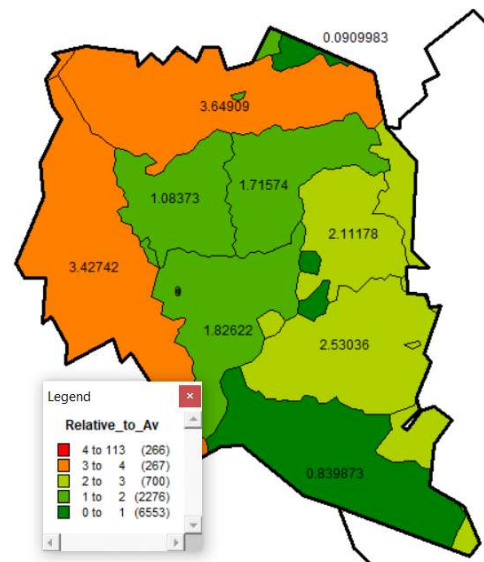 0.0909983
3.64909
1.08373
1.71574
2.11178
3.42742
1.82622
2.53036
0.839873
Legend
Relative_to_Av
4 to 113 (266)
3 to 4 (267)
2 to 3 (700)
1 to 2 (2276)
0 to 1 (6553)